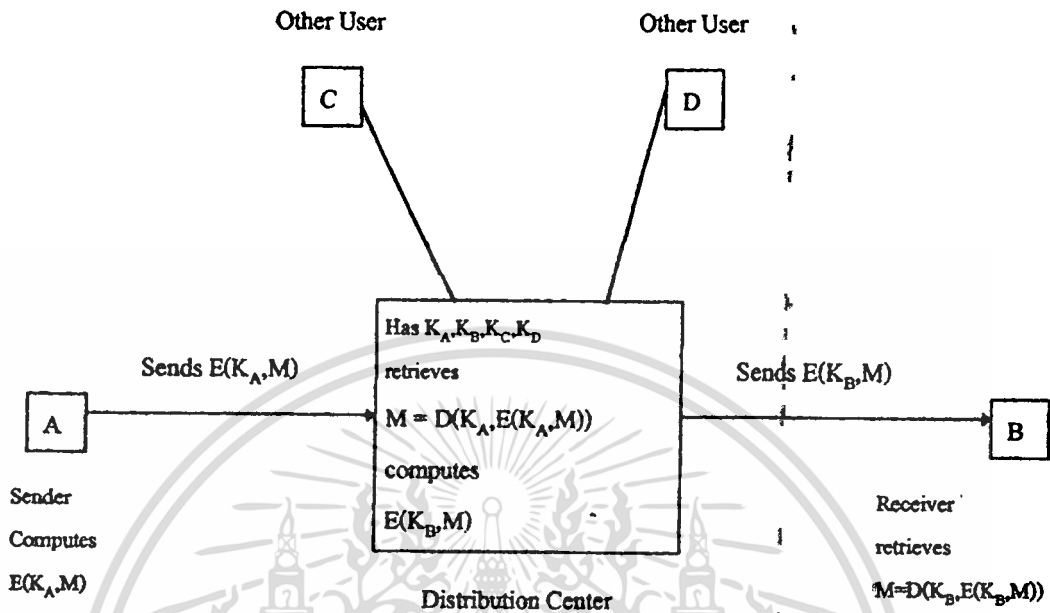 Other User
Other User
C
D
Has K_A,K_B,K_C,K_D
retrieves
M = D(K_A,E(K_A,M))
computes
E(K_B,M)
Sends E(K_A,M)
Sends E(K_B,M)
A
B
Sender
Computes
E(K_A,M)
Receiver
retrieves
M=D(K_B,E(K_B,M))
Distribution Center